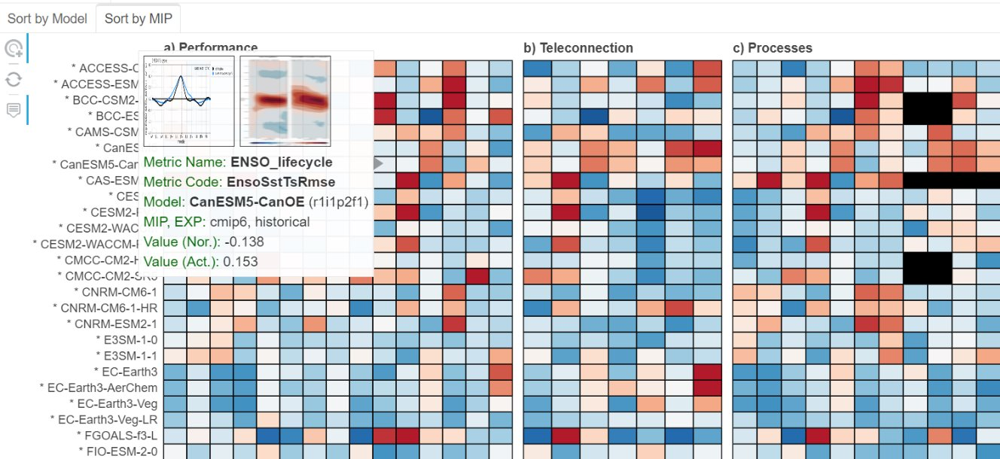 Sort by Model Sort by MIP
a) Performance b) Teleconnection c) Processes
* ACCESS-C
* ACCESS-ESM
* BCC-CSM2-
* BCC-ES
* CAMS-CSM
* CanES
* CanESM5-Can
* CAS-ESM
* CES
* CESM2-
* CESM2-WAC
* CESM2-WACCM-F
* CMCC-CM2-H
* CMCC-CM2-SR5
* CNRM-CM6-1
* CNRM-CM6-1-HR
* CNRM-ESM2-1
* E3SM-1-0
* E3SM-1-1
* EC-Earth3
* EC-Earth3-AerChem
* EC-Earth3-Veg
* EC-Earth3-Veg-LR
* FGOALS-f3-L
* FIO-ESM-2-0
Metric Name: ENSO_lifecycle
Metric Code: EnsoSstTsRmse
Model: CanESM5-CanOE (r1i1p2f1)
MIP, EXP: cmip6, historical
Value (Nor.): -0.138
Value (Act.): 0.153